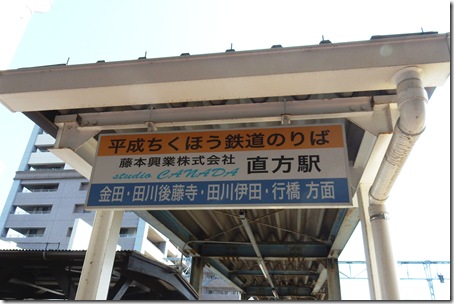 平成ちくほう鉄道のりば
藤本興業株式会社 直方駅
studio CANADA
金田・田川後藤寺・田川伊田・行橋 方面